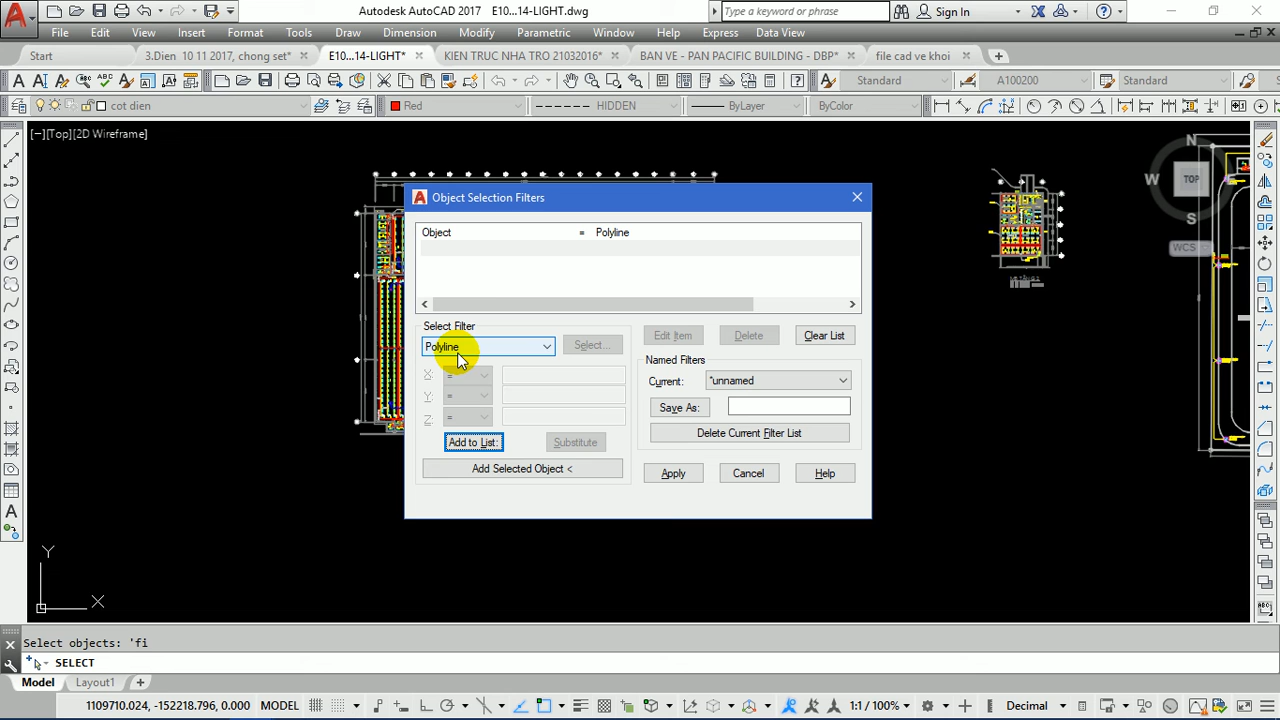 Autodesk AutoCAD 2017 E10...14-LIGHT.dwg
Type a keyword or phrase
Sign In
File Edit View Insert Format Tools Draw Dimension Modify Parametric Window Help Express Data View
Start 3.Dien 10 11 2017, chong set* E10...14-LIGHT* KIEN TRUC NHA TRO 21032016* BAN VE - PAN PACIFIC BUILDING - DBP* file cad ve khoi
Standard A100200 Standard
cot dien Red HIDDEN ByLayer ByColor
[−][Top][2D Wireframe]
N
W TOP E
S
WCS
Object Selection Filters
Object = Polyline
Select Filter
Polyline Select...
X: =
Y: =
Z: =
Add to List: Substitute
Add Selected Object <
Edit Item Delete Clear List
Named Filters
Current: *unnamed
Save As:
Delete Current Filter List
Apply Cancel Help
Y
X
Select objects: 'fi
SELECT
Model Layout1
1109710.024, -152218.796, 0.000 MODEL 1:1 / 100% Decimal